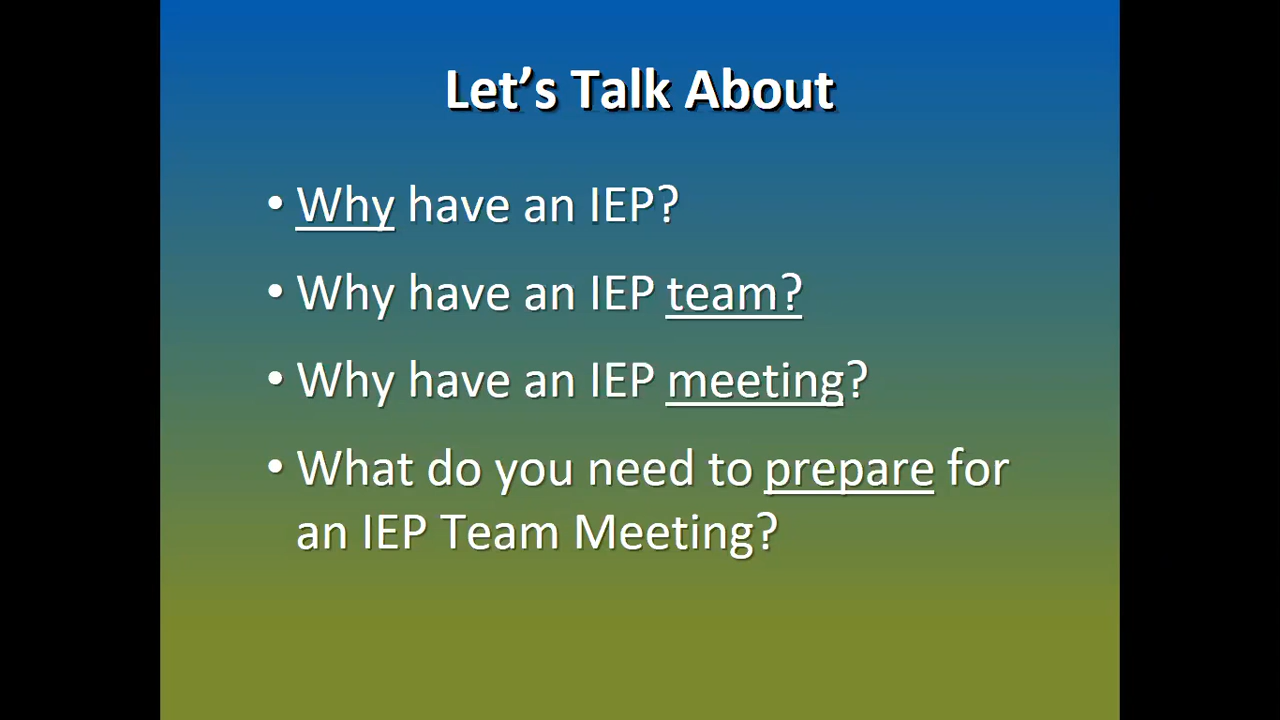 Let’s Talk About
• Why have an IEP?
• Why have an IEP team?
• Why have an IEP meeting?
• What do you need to prepare for
an IEP Team Meeting?